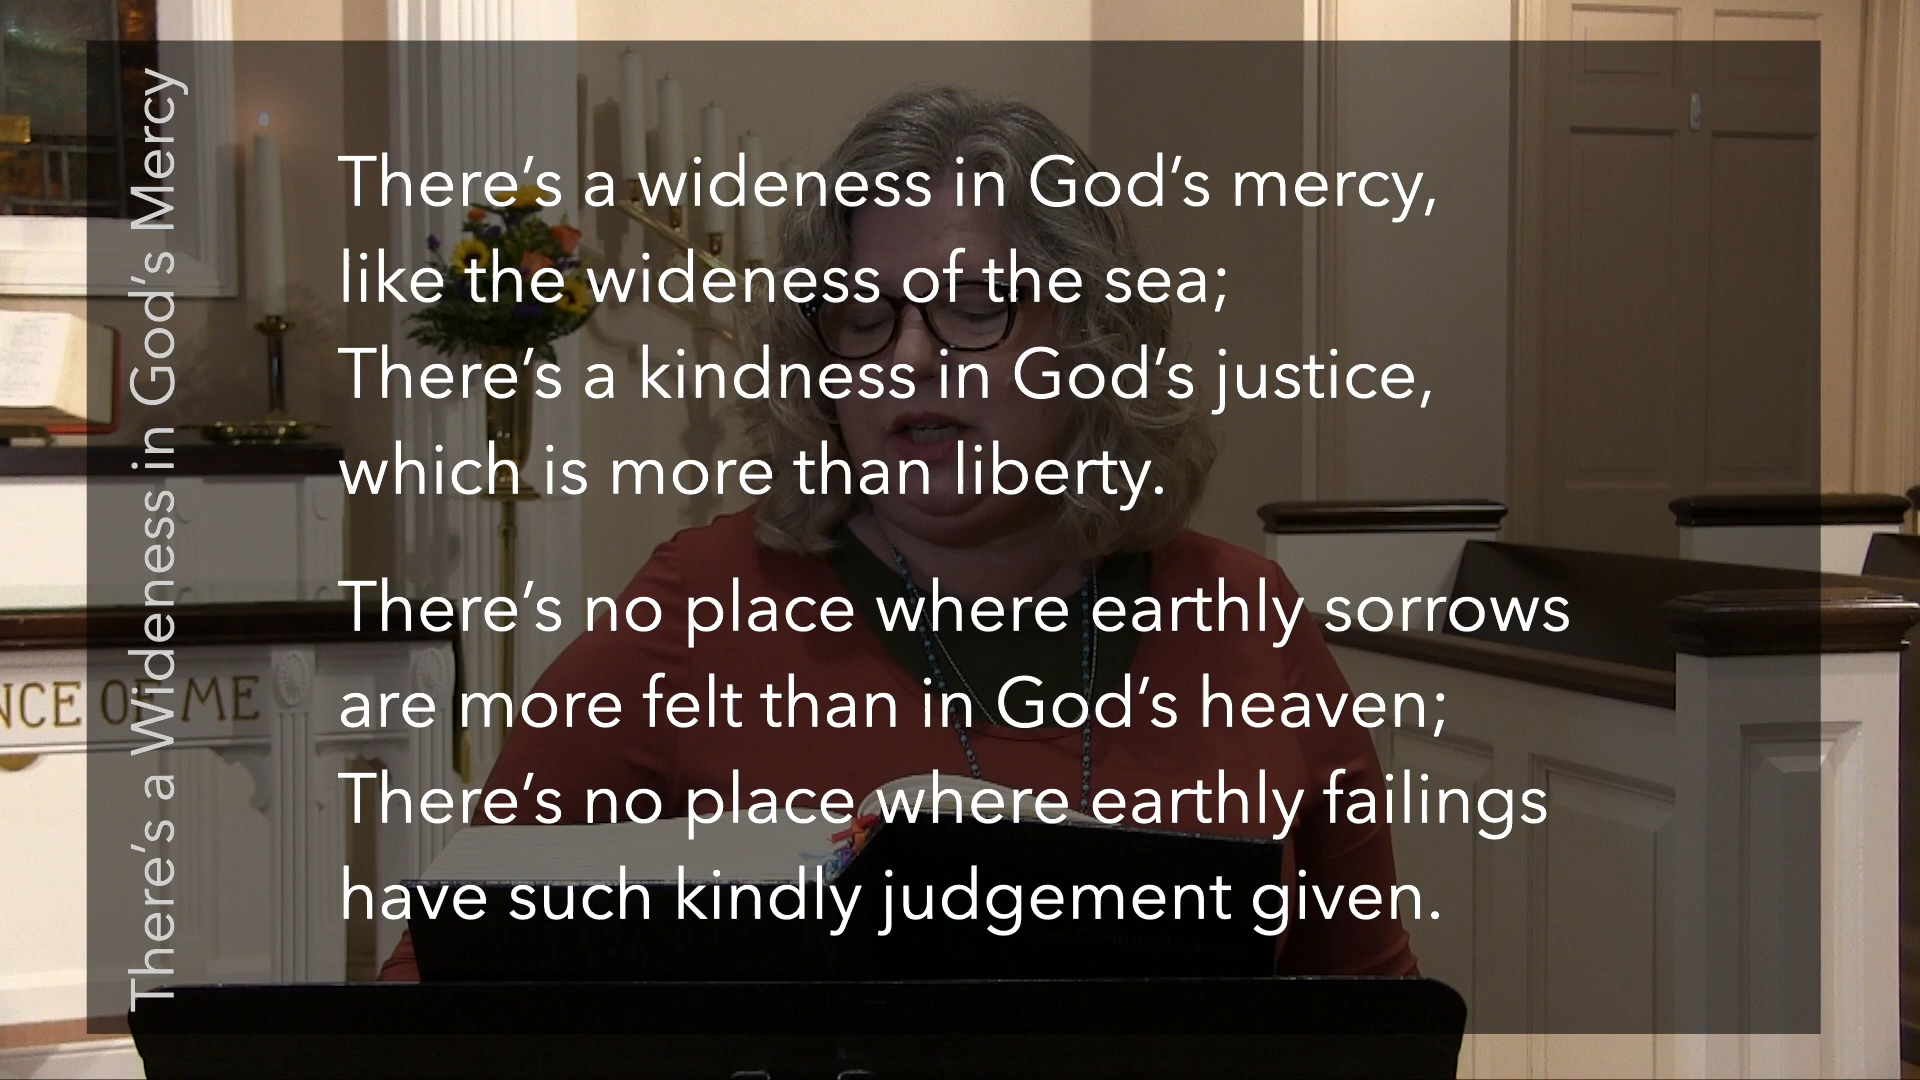 There's a Wideness in God's Mercy
There's a wideness in God's mercy,
like the wideness of the sea;
There's a kindness in God's justice,
which is more than liberty.
There's no place where earthly sorrows
are more felt than in God's heaven;
There's no place where earthly failings
have such kindly judgement given.
OF ME